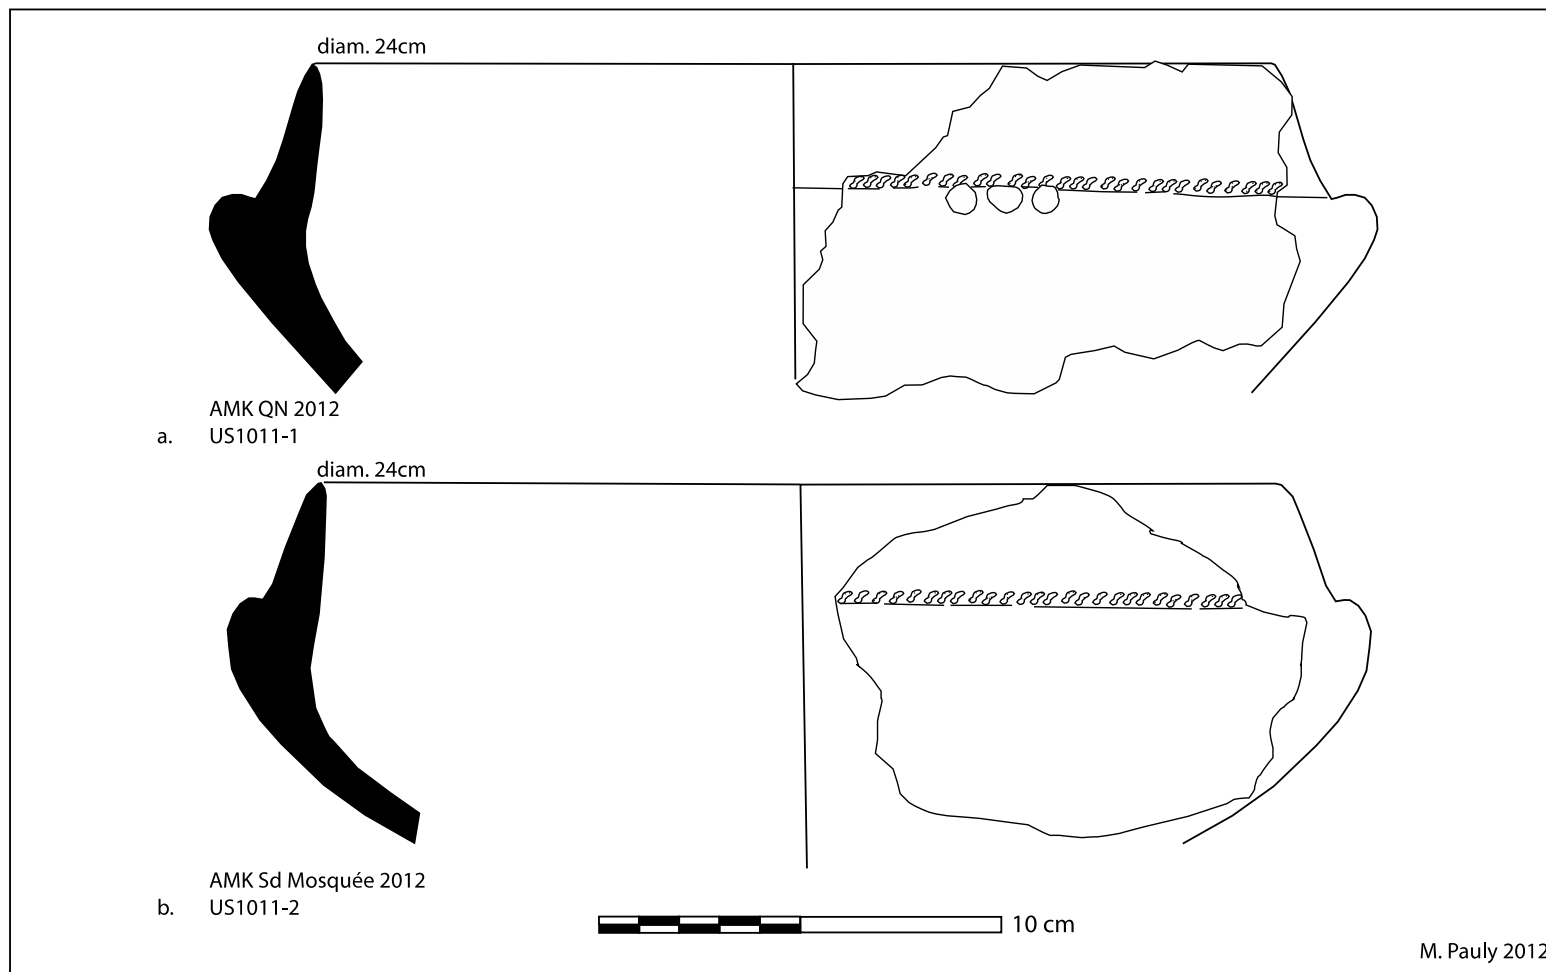 diam. 24cm
AMK QN 2012
a. US1011-1
diam. 24cm
AMK Sd Mosquée 2012
b. US1011-2
10 cm
M. Pauly 2012